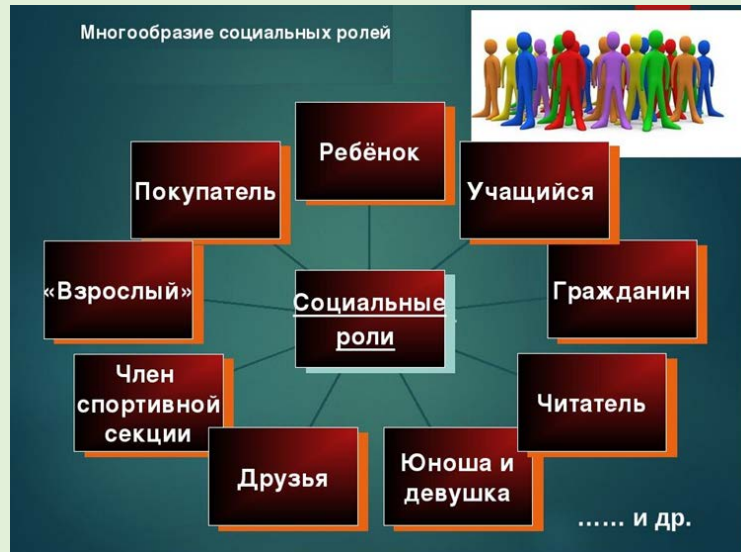 Многообразие социальных ролей
Ребёнок
Покупатель
Учащийся
«Взрослый»
Социальные
роли
Гражданин
Член
спортивной
секции
Читатель
Друзья
Юноша и
девушка
...... и др.